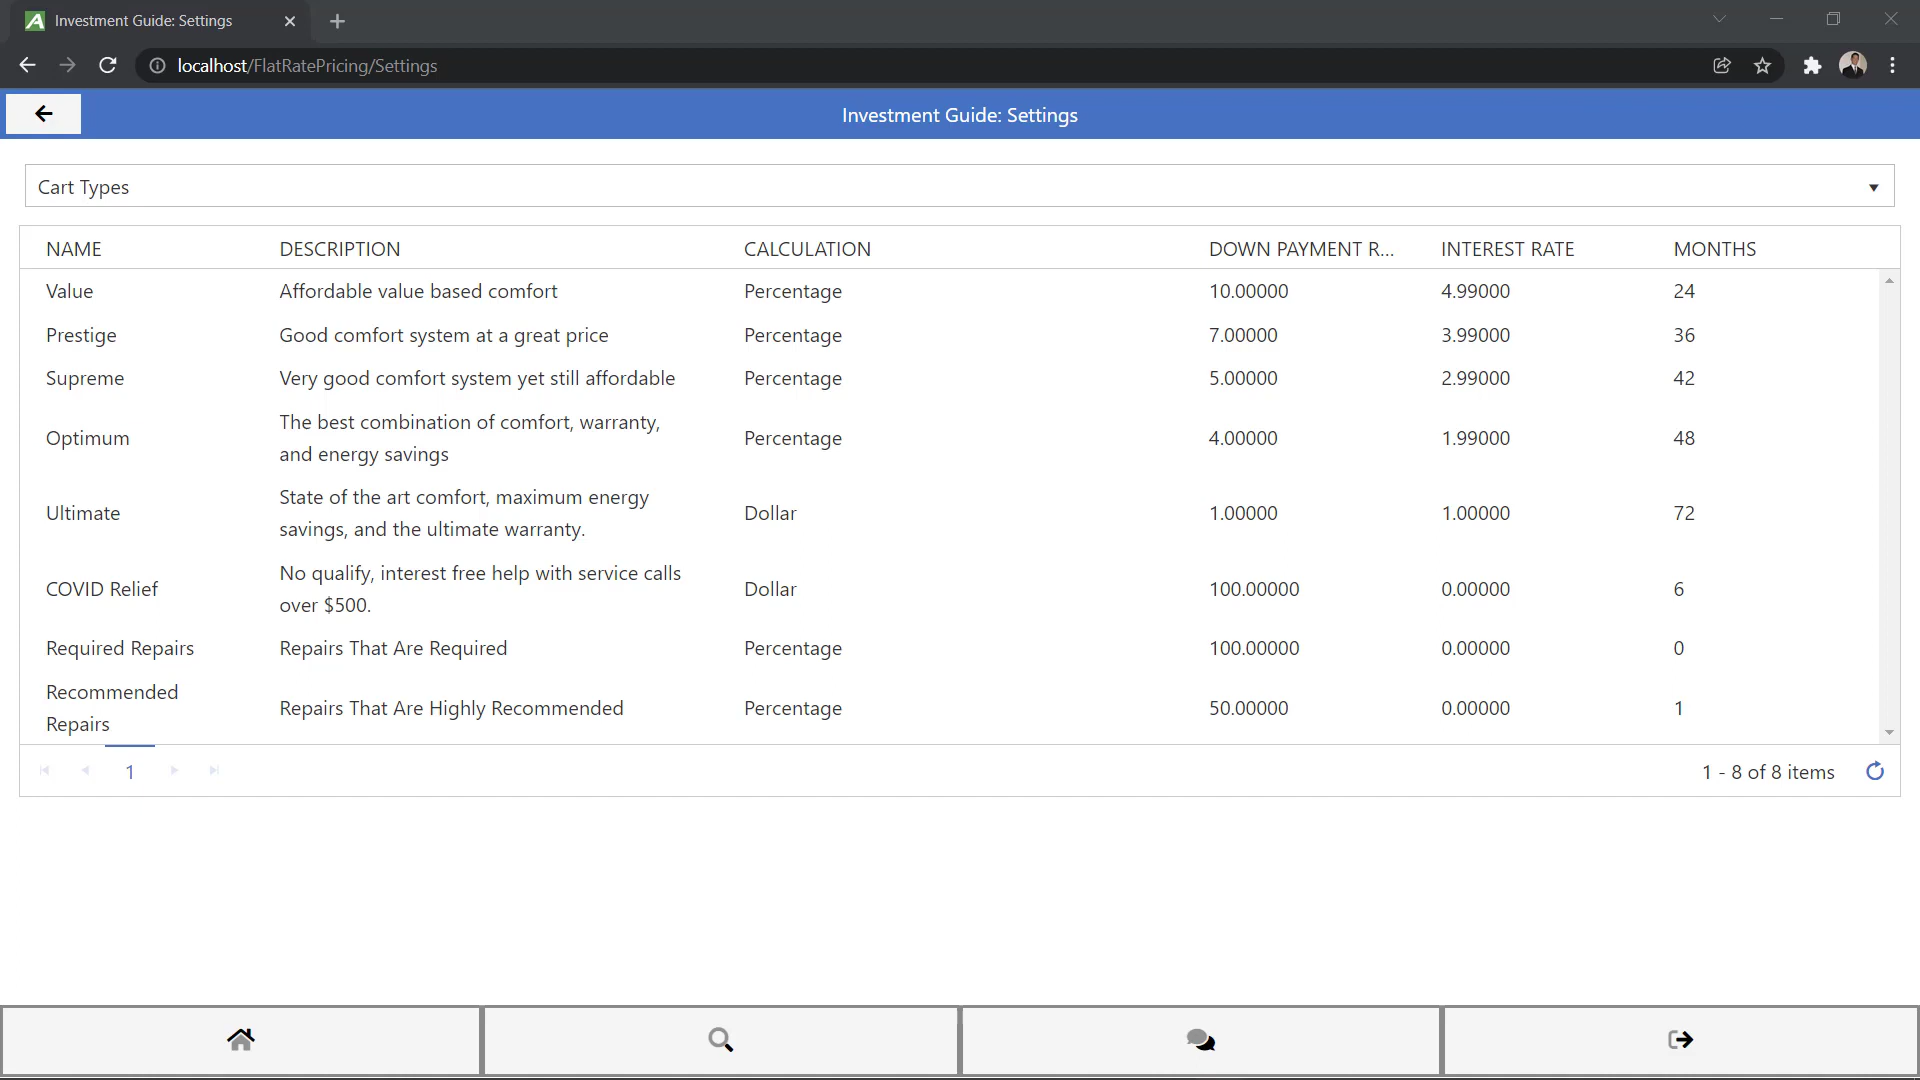 Investment Guide: Settings
localhost/FlatRatePricing/Settings
Investment Guide: Settings
Cart Types
NAME DESCRIPTION CALCULATION DOWN PAYMENT R... INTEREST RATE MONTHS
Value Affordable value based comfort Percentage 10.00000 4.99000 24
Prestige Good comfort system at a great price Percentage 7.00000 3.99000 36
Supreme Very good comfort system yet still affordable Percentage 5.00000 2.99000 42
The best combination of comfort, warranty,
Optimum Percentage 4.00000 1.99000 48
and energy savings
State of the art comfort, maximum energy
Ultimate Dollar 1.00000 1.00000 72
savings, and the ultimate warranty.
No qualify, interest free help with service calls
COVID Relief Dollar 100.00000 0.00000 6
over $500.
Required Repairs Repairs That Are Required Percentage 100.00000 0.00000 0
Recommended
Repairs That Are Highly Recommended Percentage 50.00000 0.00000 1
Repairs
1 1 - 8 of 8 items